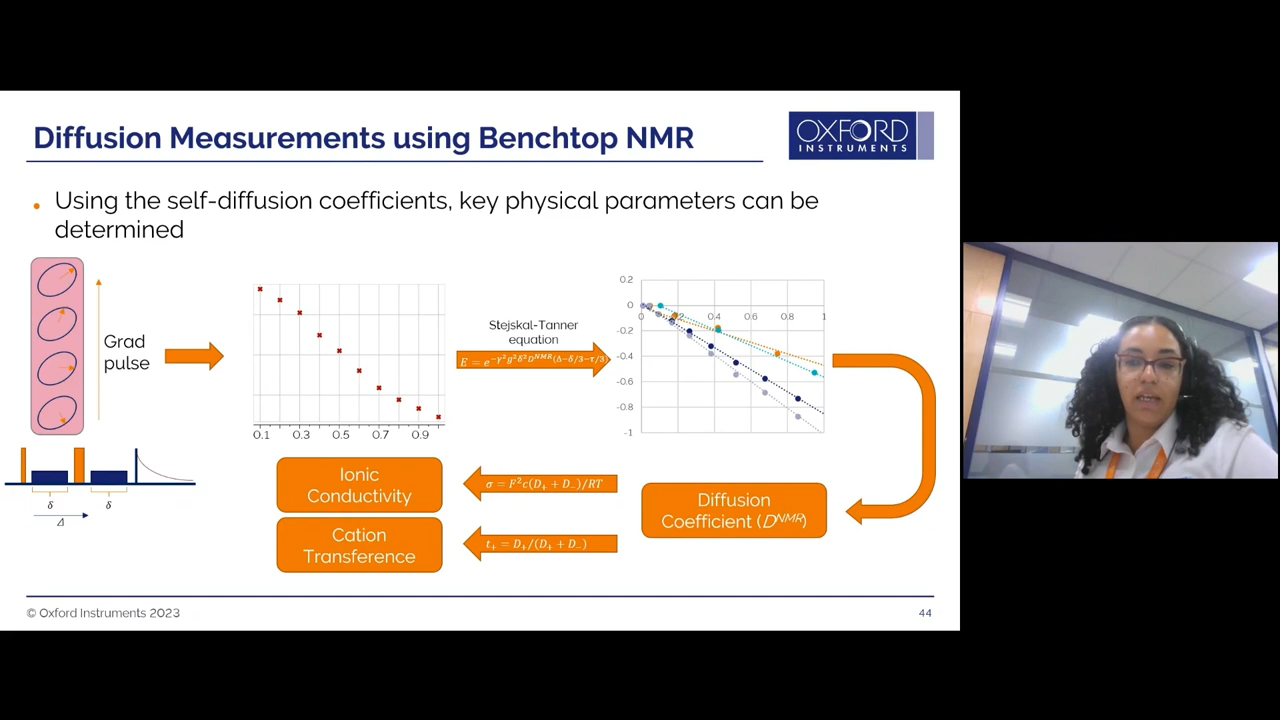 Diffusion Measurements using Benchtop NMR
OXFORD
INSTRUMENTS
• Using the self-diffusion coefficients, key physical parameters can be
determined
Grad
pulse
δ
δ
Δ
0.1 0.3 0.5 0.7 0.9
Stejskal-Tanner
equation
E = e^{-γ²g²δ²D^{NMR}(Δ-δ/3-τ/3)}
0.2
0
-0.2
-0.4
-0.6
-0.8
-1
0 0.2 0.4 0.6 0.8 1
Ionic
Conductivity
σ = F²c(D₊ + D₋)/RT
Diffusion
Coefficient (D^{NMR})
Cation
Transference
t₊ = D₊/(D₊ + D₋)
© Oxford Instruments 2023
44